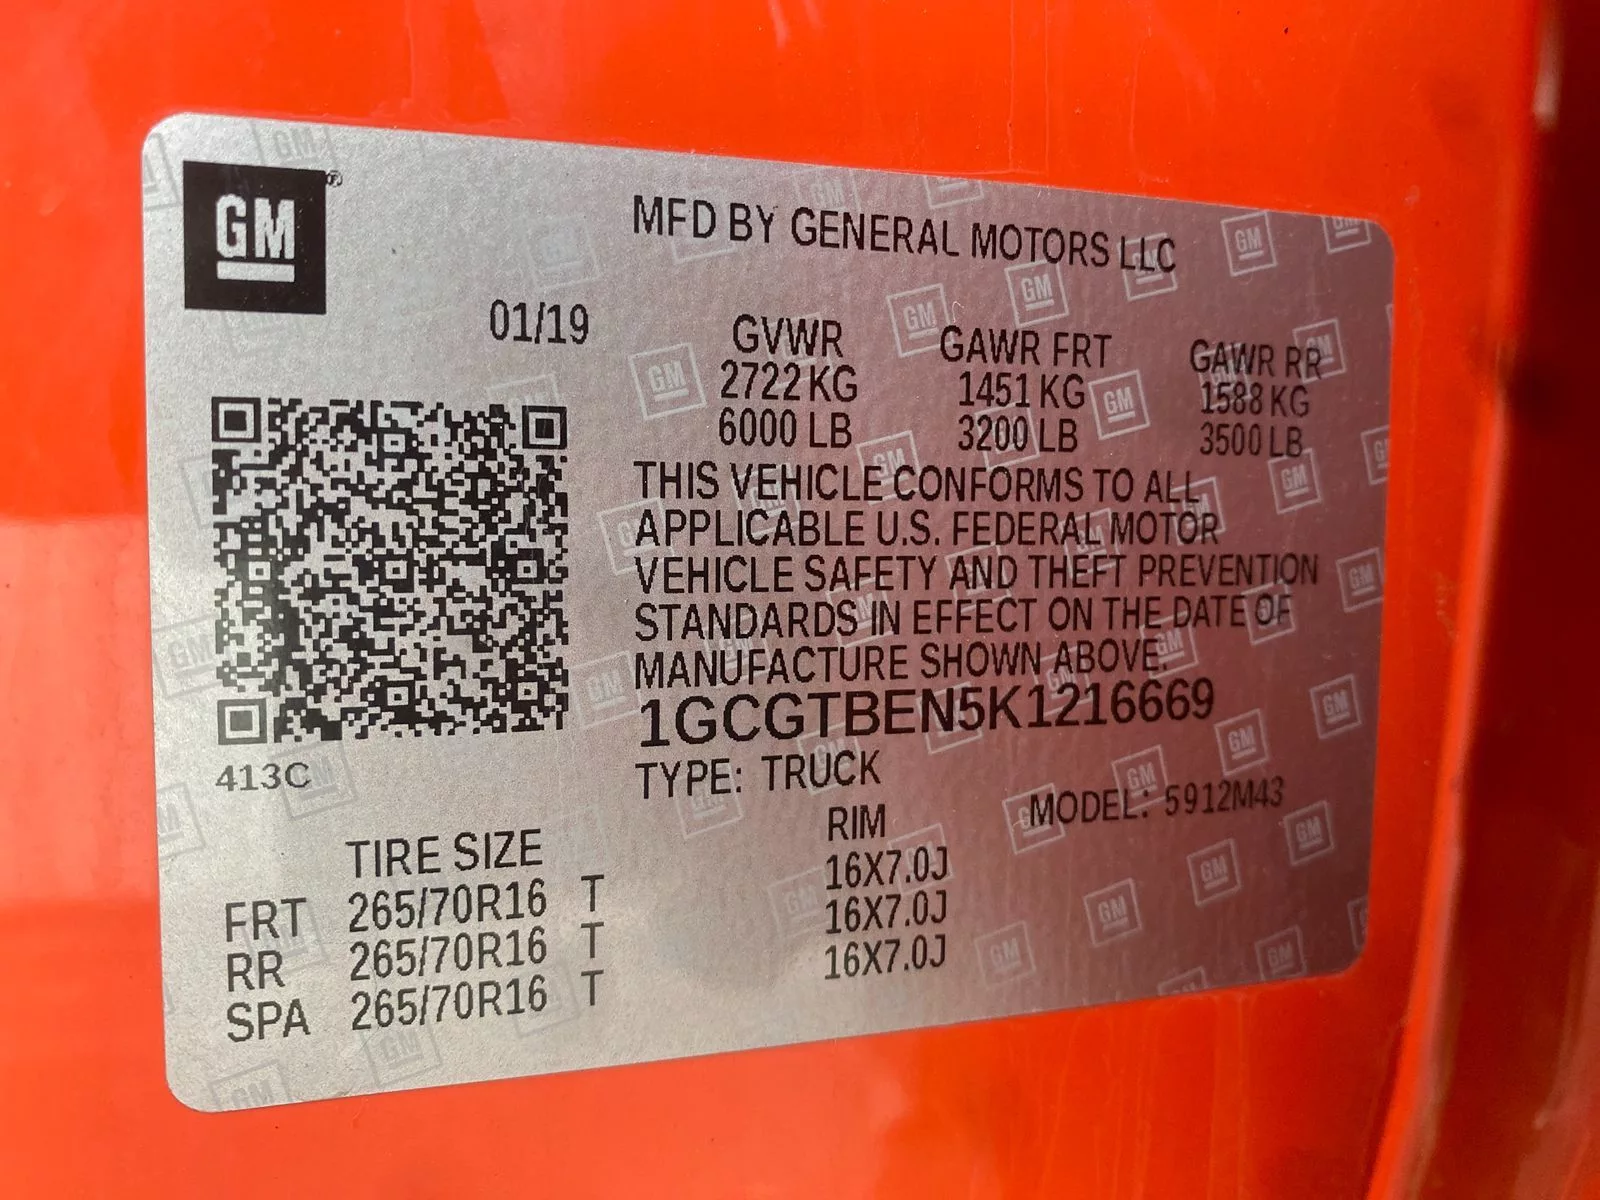 GM
MFD BY GENERAL MOTORS LLC
01/19
GVWR GAWR FRT GAWR RR
2722 KG 1451 KG 1588 KG
6000 LB 3200 LB 3500 LB
THIS VEHICLE CONFORMS TO ALL
APPLICABLE U.S. FEDERAL MOTOR
VEHICLE SAFETY AND THEFT PREVENTION
STANDARDS IN EFFECT ON THE DATE OF
MANUFACTURE SHOWN ABOVE.
1GCGTBEN5K1216669
413C
TYPE: TRUCK
MODEL: 5912M43
TIRE SIZE RIM
FRT 265/70R16 T 16X7.0J
RR 265/70R16 T 16X7.0J
SPA 265/70R16 T 16X7.0J